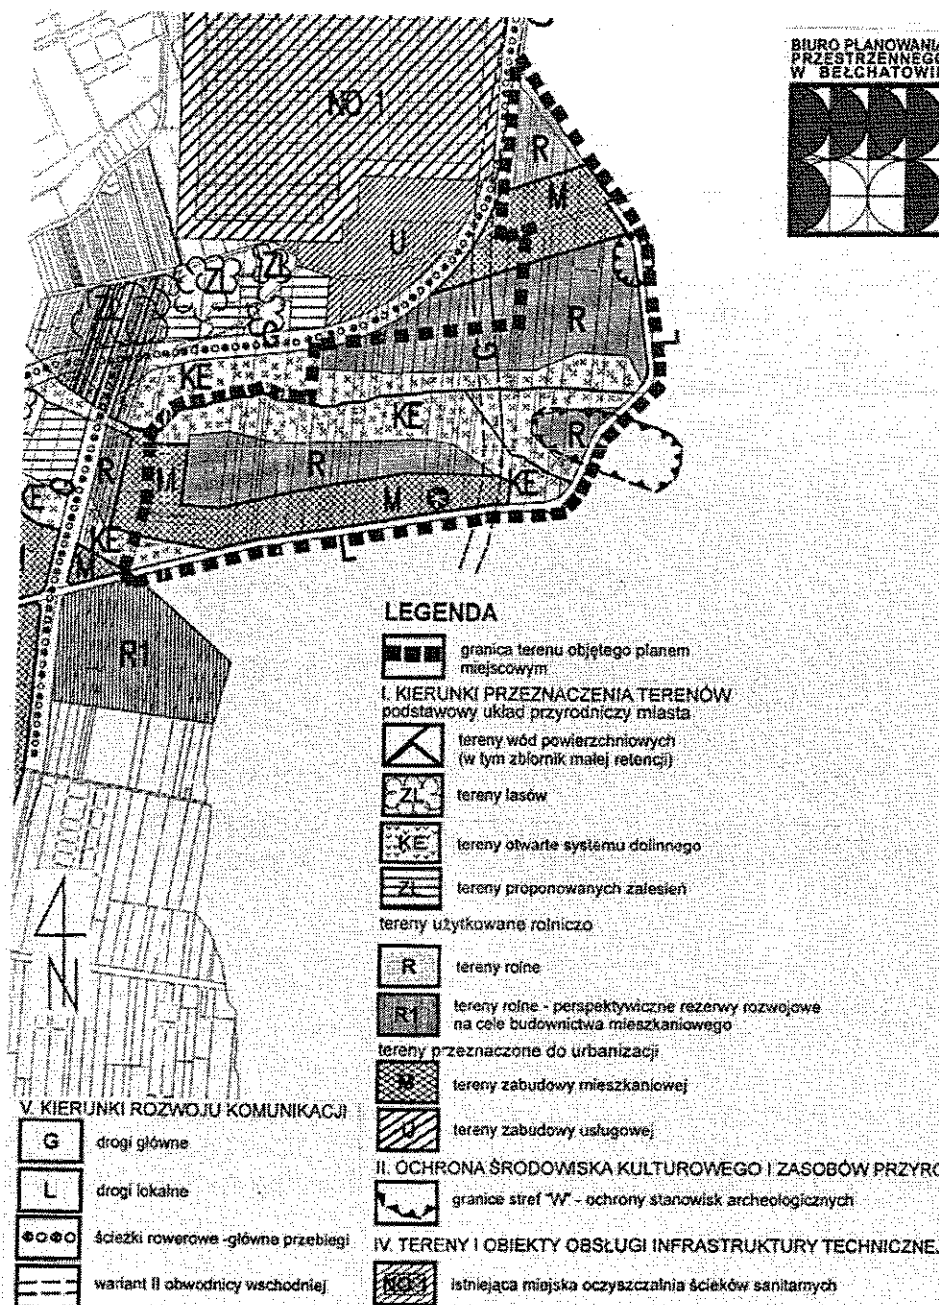 BIURO PLANOWANIA
PRZESTRZENNEGO
W BEŁCHATOWIE
NO 1
R
M
U
ZL
ZL
ZL
G
R
G
L
KE
KE
R
R
R
M
KE
M
G
KE
M
L
R1
LEGENDA
granica terenu objętego planem
miejscowym
I. KIERUNKI PRZEZNACZENIA TERENÓW
podstawowy układ przyrodniczy miasta
tereny wód powierzchniowych
(w tym zbiornik małej retencji)
ZL tereny lasów
KE tereny otwarte systemu dolinnego
ZL tereny proponowanych zalesień
tereny użytkowane rolniczo
R tereny rolne
R1 tereny rolne - perspektywiczne rezerwy rozwojowe
na cele budownictwa mieszkaniowego
tereny przeznaczone do urbanizacji
M tereny zabudowy mieszkaniowej
U tereny zabudowy usługowej
II. OCHRONA ŚRODOWISKA KULTUROWEGO I ZASOBÓW PRZYRO
granice stref "W" - ochrony stanowisk archeologicznych
IV. TERENY I OBIEKTY OBSŁUGI INFRASTRUKTURY TECHNICZNEJ
NO 1 istniejąca miejska oczyszczalnia ścieków sanitarnych
N
V. KIERUNKI ROZWOJU KOMUNIKACJI
G drogi główne
L drogi lokalne
ścieżki rowerowe -główne przebiegi
wariant II obwodnicy wschodniej